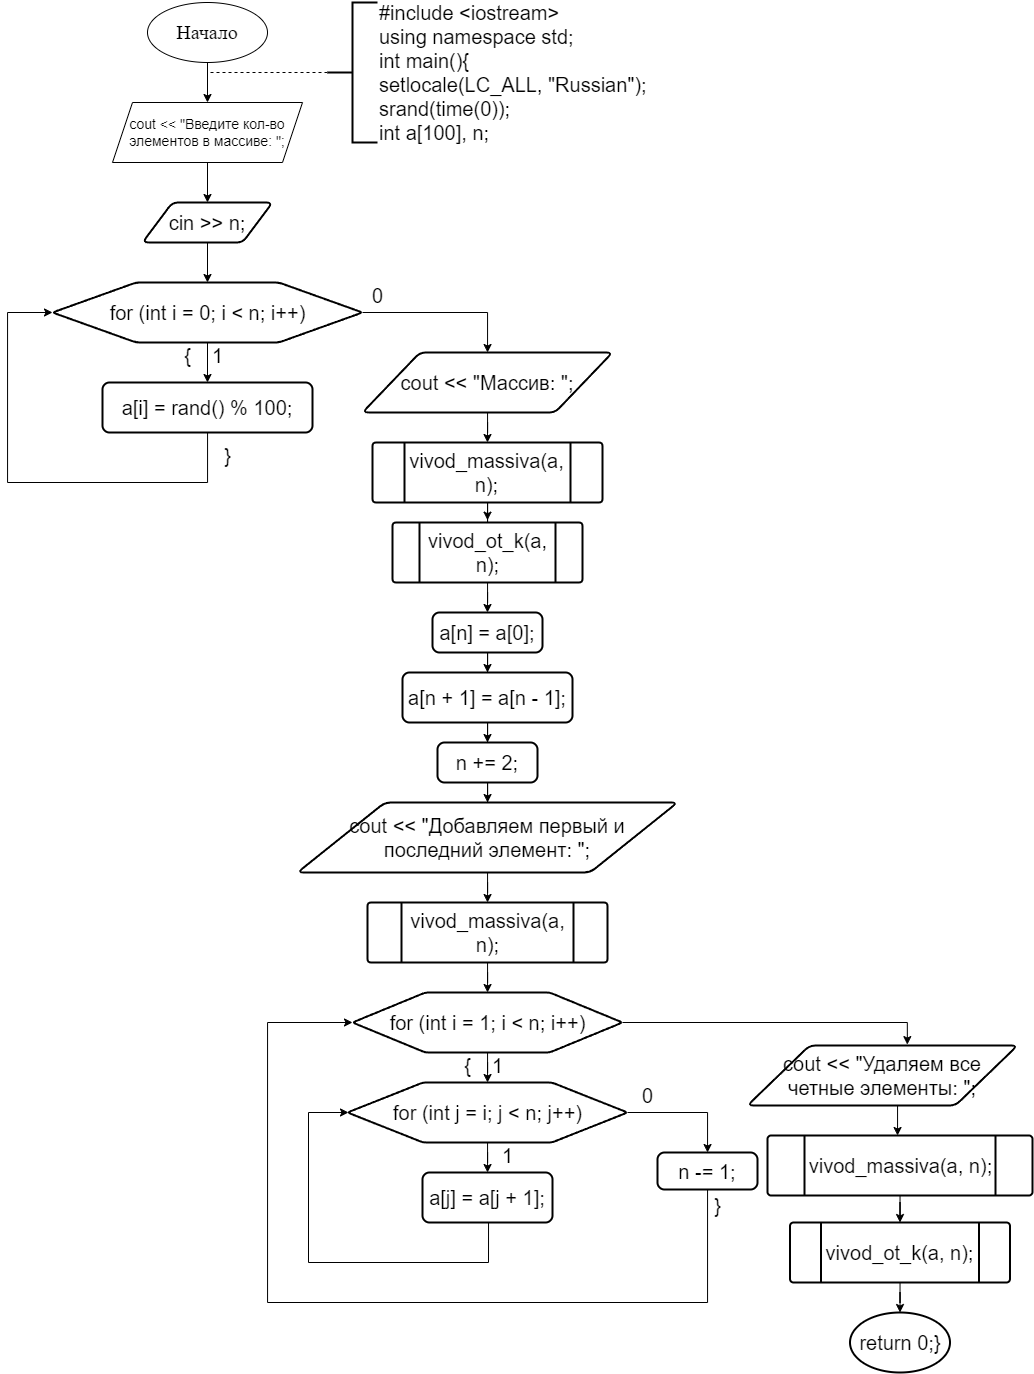 Начало
#include <iostream>
using namespace std;
int main(){
setlocale(LC_ALL, "Russian");
srand(time(0));
int a[100], n;
cout << "Введите кол-во
элементов в массиве: ";
cin >> n;
for (int i = 0; i < n; i++)
0
{ 1
a[i] = rand() % 100;
}
cout << "Массив: ";
vivod_massiva(a,
n);
vivod_ot_k(a,
n);
a[n] = a[0];
a[n + 1] = a[n - 1];
n += 2;
cout << "Добавляем первый и
последний элемент: ";
vivod_massiva(a,
n);
for (int i = 1; i < n; i++)
{ 1
for (int j = i; j < n; j++)
0
1
a[j] = a[j + 1];
n -= 1;
}
cout << "Удаляем все
четные элементы: ";
vivod_massiva(a, n);
vivod_ot_k(a, n);
return 0;}